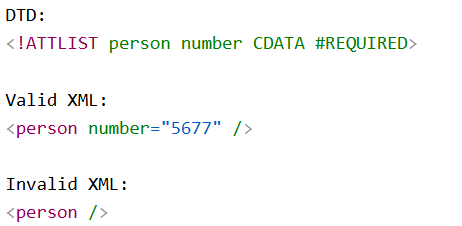 DTD:
<!ATTLIST person number CDATA #REQUIRED>
Valid XML:
<person number="5677" />
Invalid XML:
<person />